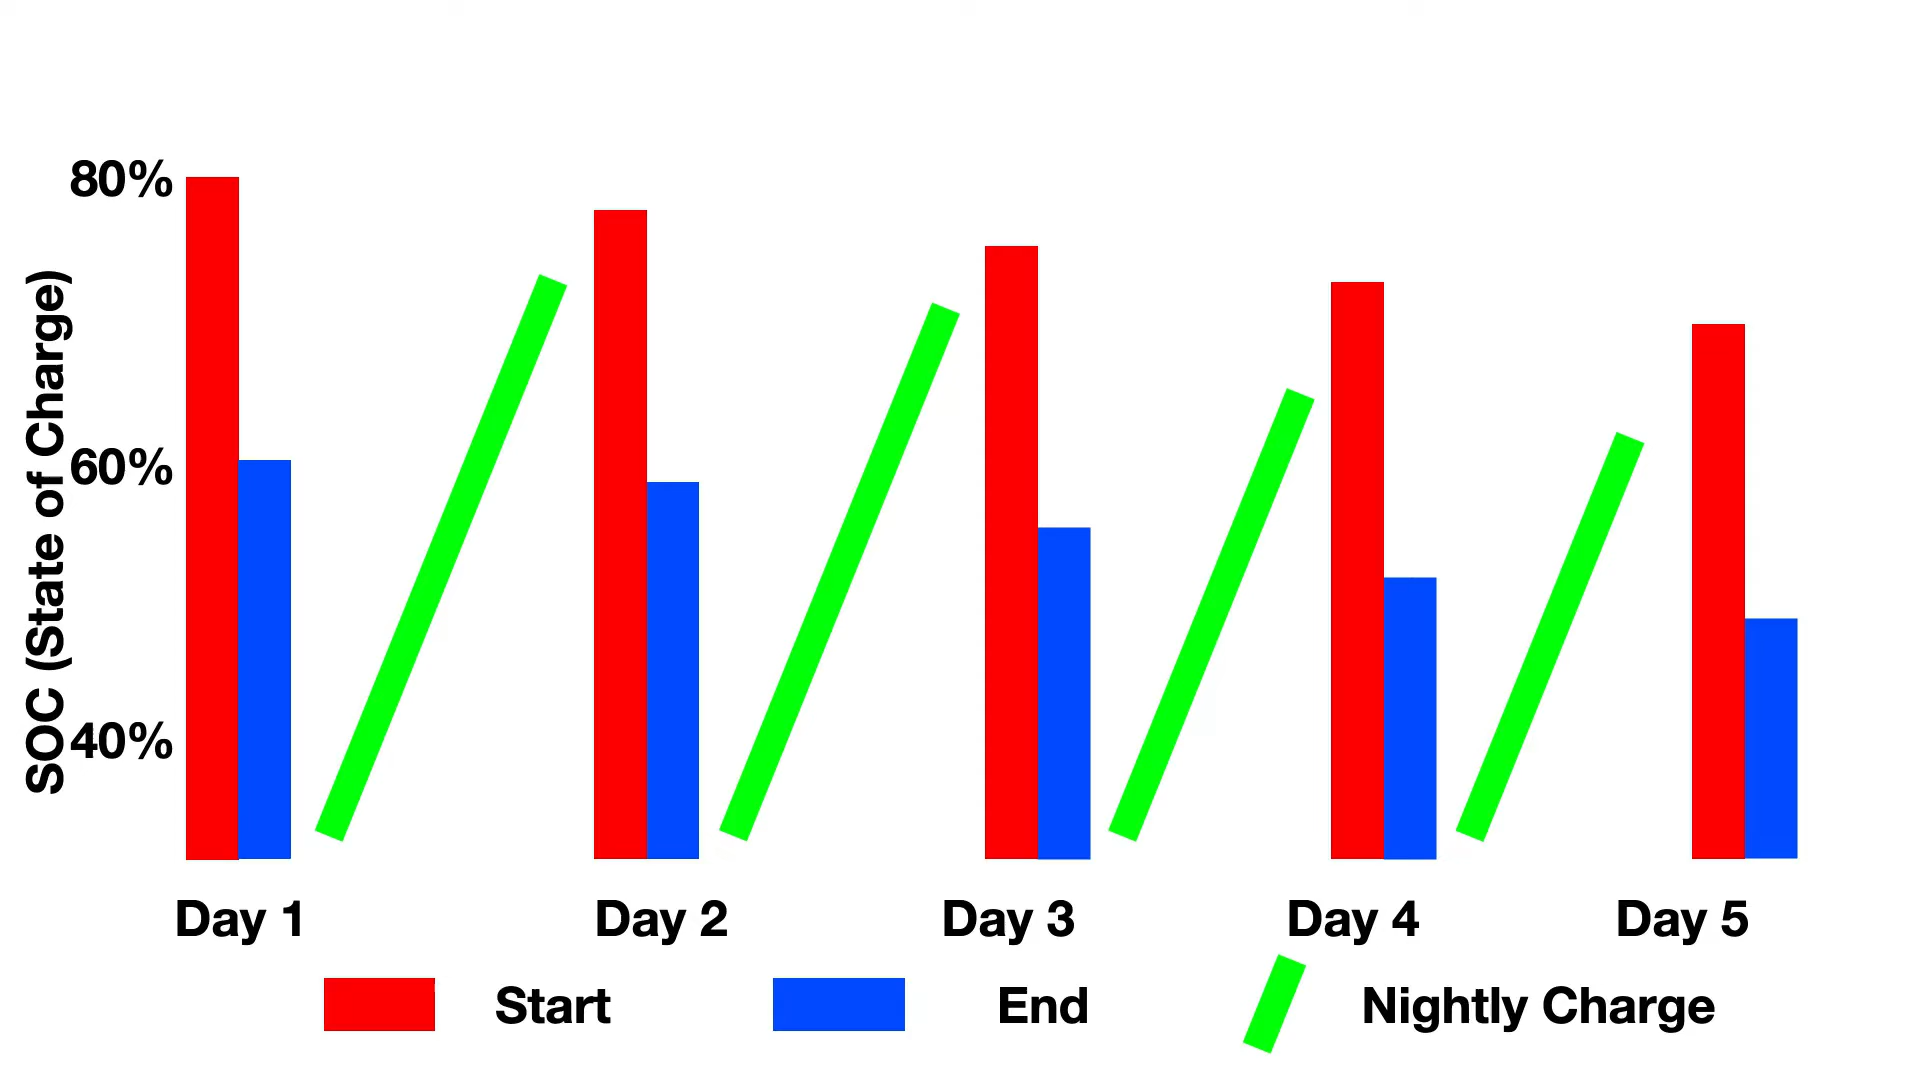 80%
60%
40%
SOC (State of Charge)
Day 1
Day 2
Day 3
Day 4
Day 5
Start
End
Nightly Charge